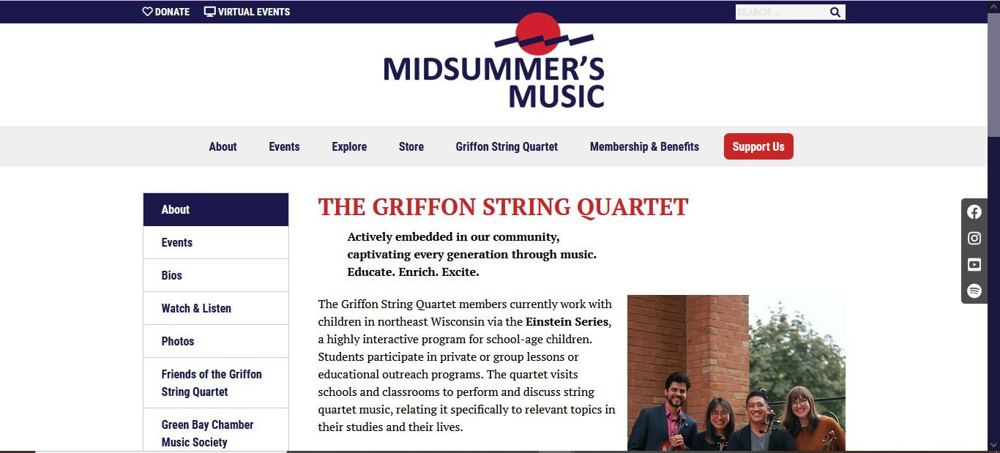 DONATE VIRTUAL EVENTS SEARCH ...
MIDSUMMER'S
MUSIC
About Events Explore Store Griffon String Quartet Membership & Benefits Support Us
About
Events
Bios
Watch & Listen
Photos
Friends of the Griffon
String Quartet
Green Bay Chamber
Music Society
THE GRIFFON STRING QUARTET
Actively embedded in our community,
captivating every generation through music.
Educate. Enrich. Excite.
The Griffon String Quartet members currently work with
children in northeast Wisconsin via the Einstein Series,
a highly interactive program for school-age children.
Students participate in private or group lessons or
educational outreach programs. The quartet visits
schools and classrooms to perform and discuss string
quartet music, relating it specifically to relevant topics in
their studies and their lives.